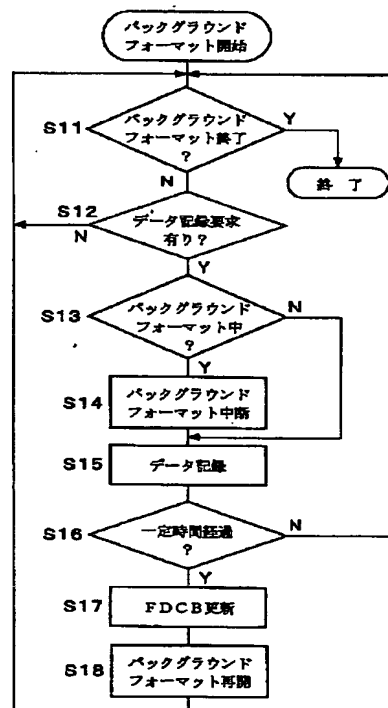 バックグラウンド
フォーマット開始
S11
バックグラウンド
フォーマット終了
?
Y
N
終 了
S12
データ記録要求
有り?
N
Y
S13
バックグラウンド
フォーマット中
?
N
Y
S14
バックグラウンド
フォーマット中断
S15
データ記録
S16
一定時間経過
?
N
Y
S17
FDCB更新
S18
バックグラウンド
フォーマット再開